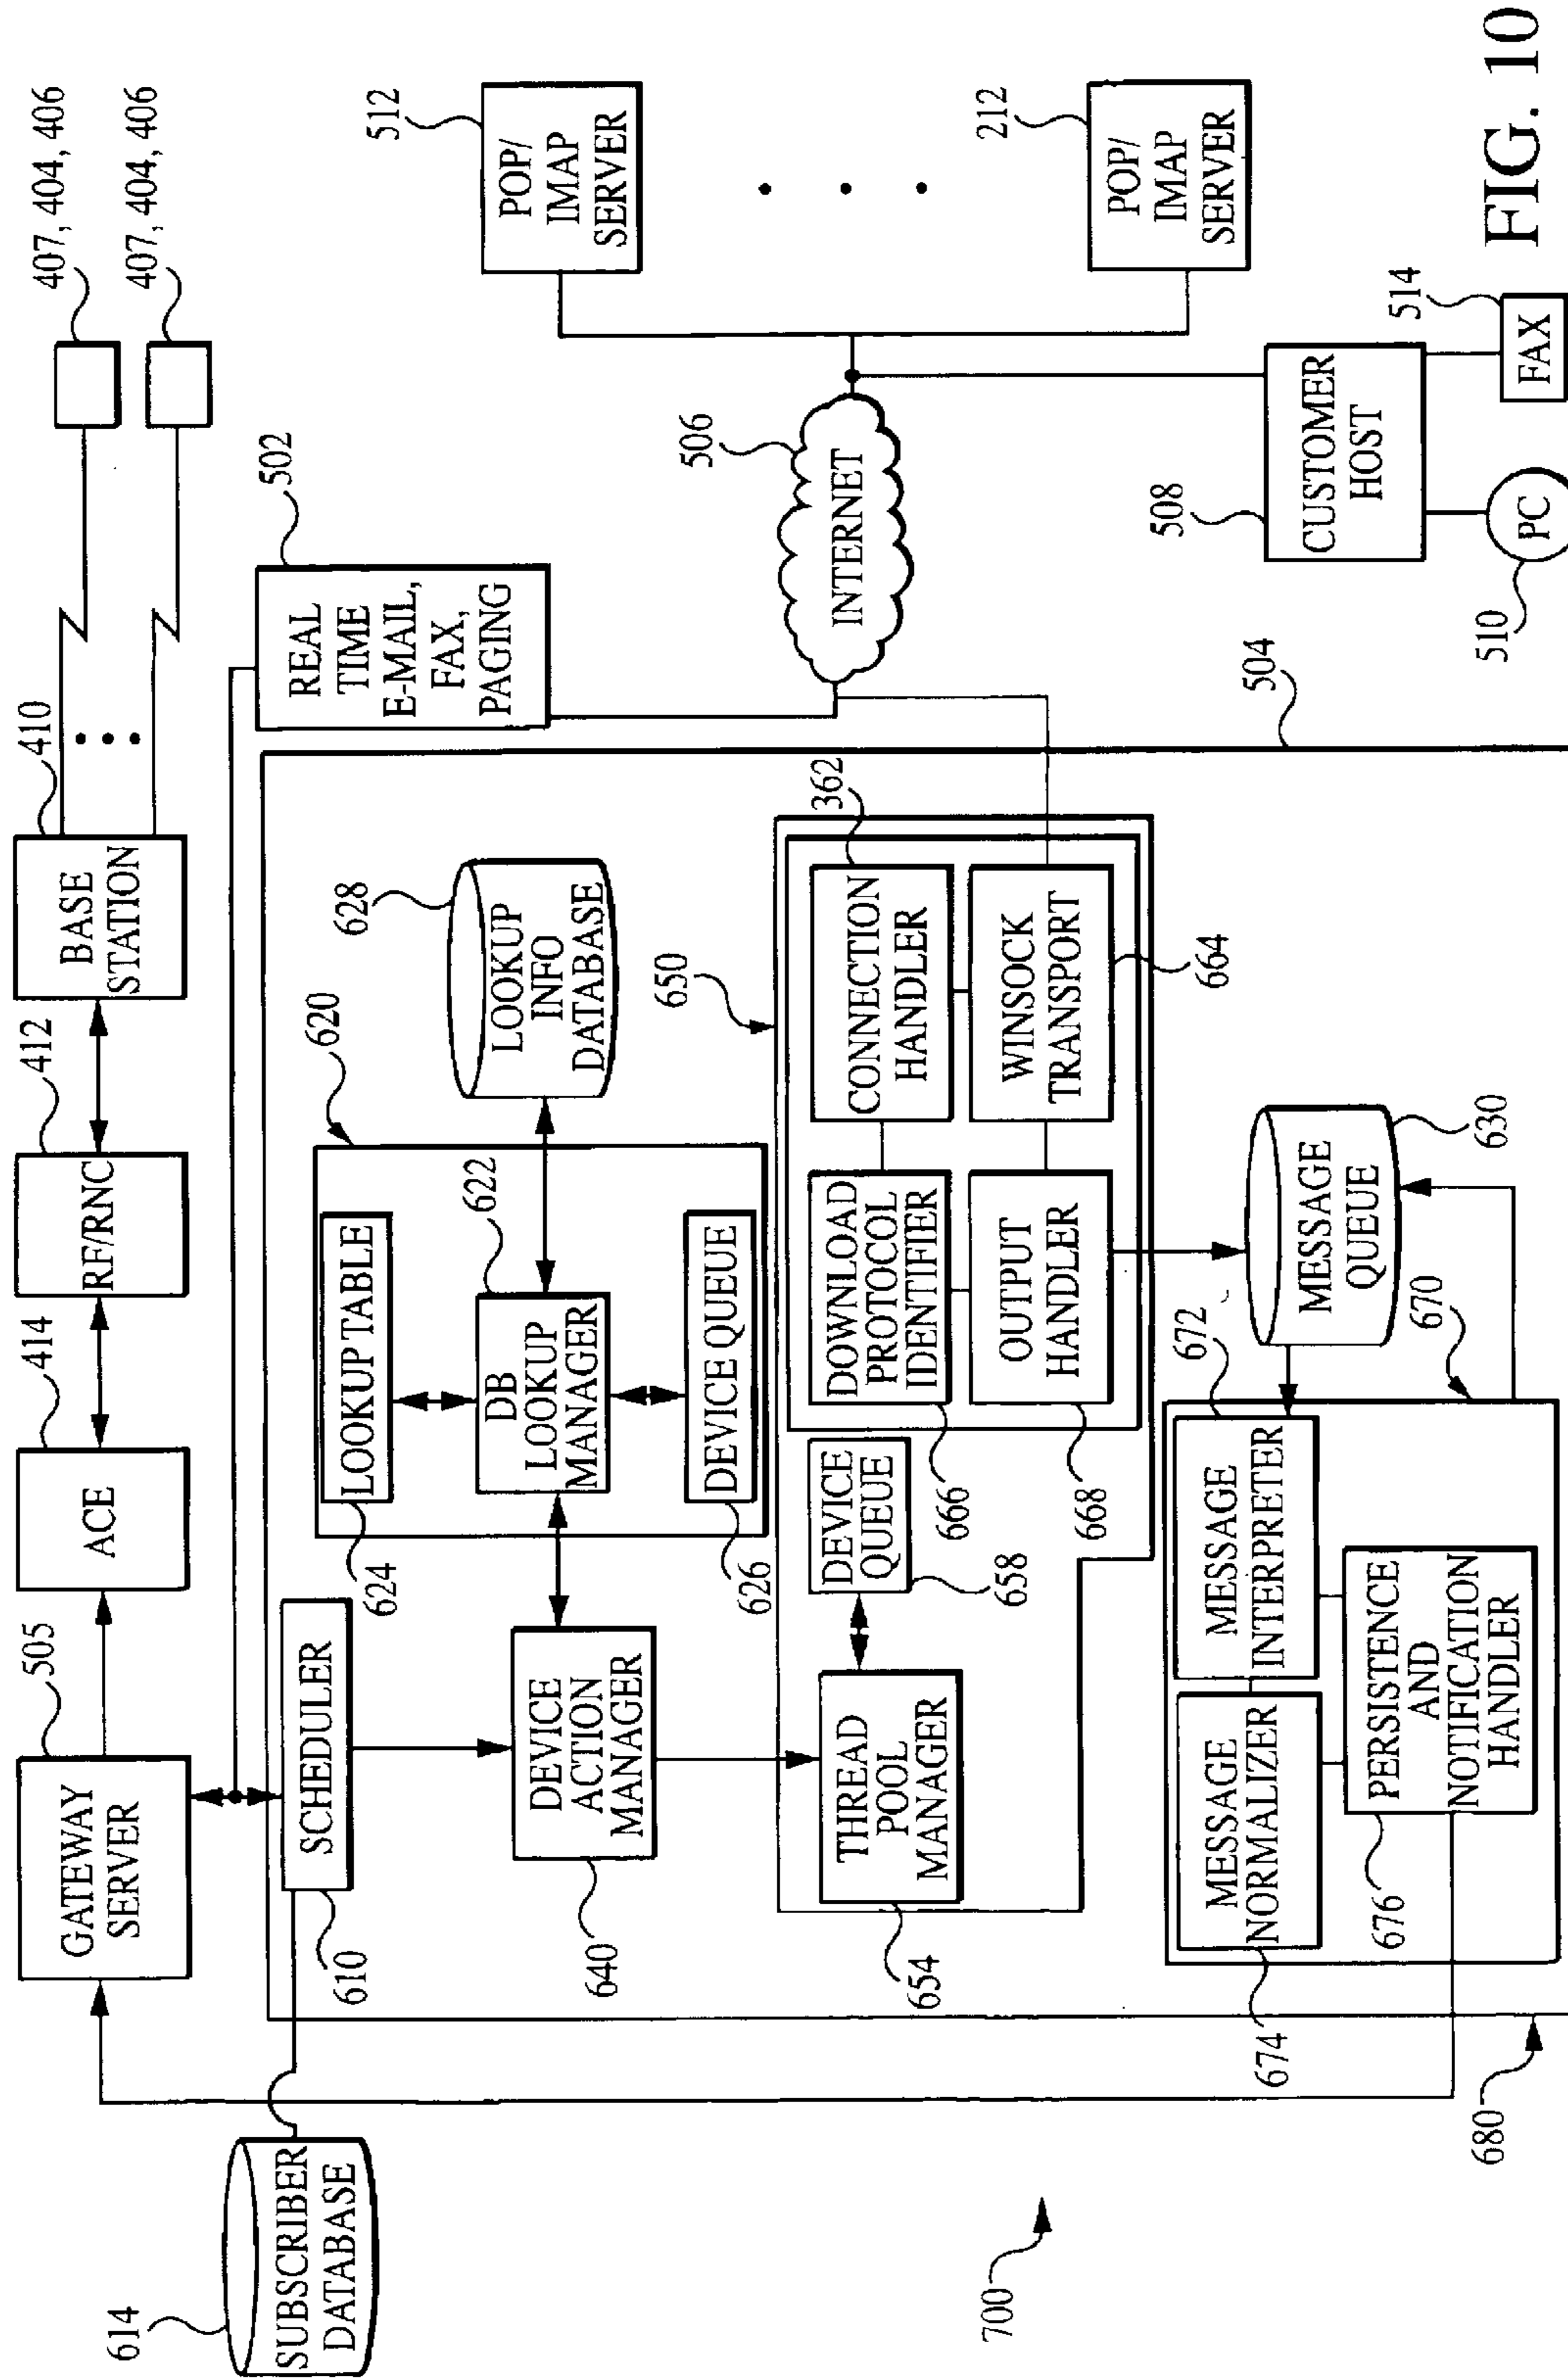 614
SUBSCRIBER
DATABASE
700
505
GATEWAY
SERVER
414
ACE
412
RF/RNC
410
BASE
STATION
407, 404, 406
407, 404, 406
502
REAL
TIME
E-MAIL,
FAX,
PAGING
SCHEDULER
610
620
LOOKUP TABLE
624
622
DB
LOOKUP
MANAGER
DEVICE QUEUE
626
628
LOOKUP
INFO
DATABASE
DEVICE
ACTION
MANAGER
640
650
THREAD
POOL
MANAGER
654
DEVICE
QUEUE
658
DOWNLOAD
PROTOCOL
IDENTIFIER
666
362
CONNECTION
HANDLER
OUTPUT
HANDLER
668
WINSOCK
TRANSPORT
664
MESSAGE
QUEUE
630
670
672
MESSAGE
INTERPRETER
MESSAGE
NORMALIZER
674
PERSISTENCE
AND
NOTIFICATION
HANDLER
676
680
504
506
INTERNET
512
POP/
IMAP
SERVER
212
POP/
IMAP
SERVER
508
CUSTOMER
HOST
PC
510
FAX
514
FIG. 10